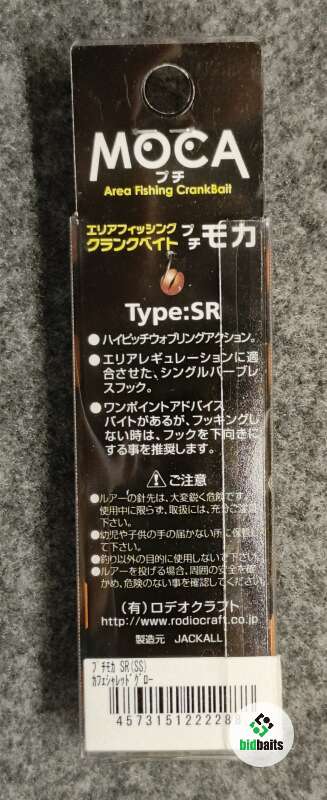 MOCA
プチ
Area Fishing CrankBait
エリアフィッシング
クランクベイト プチ モカ
Type:SR
●ハイピッチウォブリングアクション。
●エリアレギュレーションに適
合させた、シングルバーブレ
スフック。
●ワンポイントアドバイス
バイトがあるが、フッキングし
ない時は、フックを下向きに
する事を推奨します。
ご注意
●ルアーの針先は、大変鋭く危険です。
使用中に限らず、取扱には、充分ご注意
下さい。
●幼児や子供の手の届かない所に保管し
て下さい。
●釣り以外の目的に使用しないで下さい。
●ルアーを投げる場合、周囲の安全を確
かめ、危険のない事を確認してください。
(有)ロデオクラフト
http://www.rodiocraft.co.jp
製造元 JACKALL
プチモカ SR(SS)
カフェシャレッドグロー
4573151222288
bidbaits